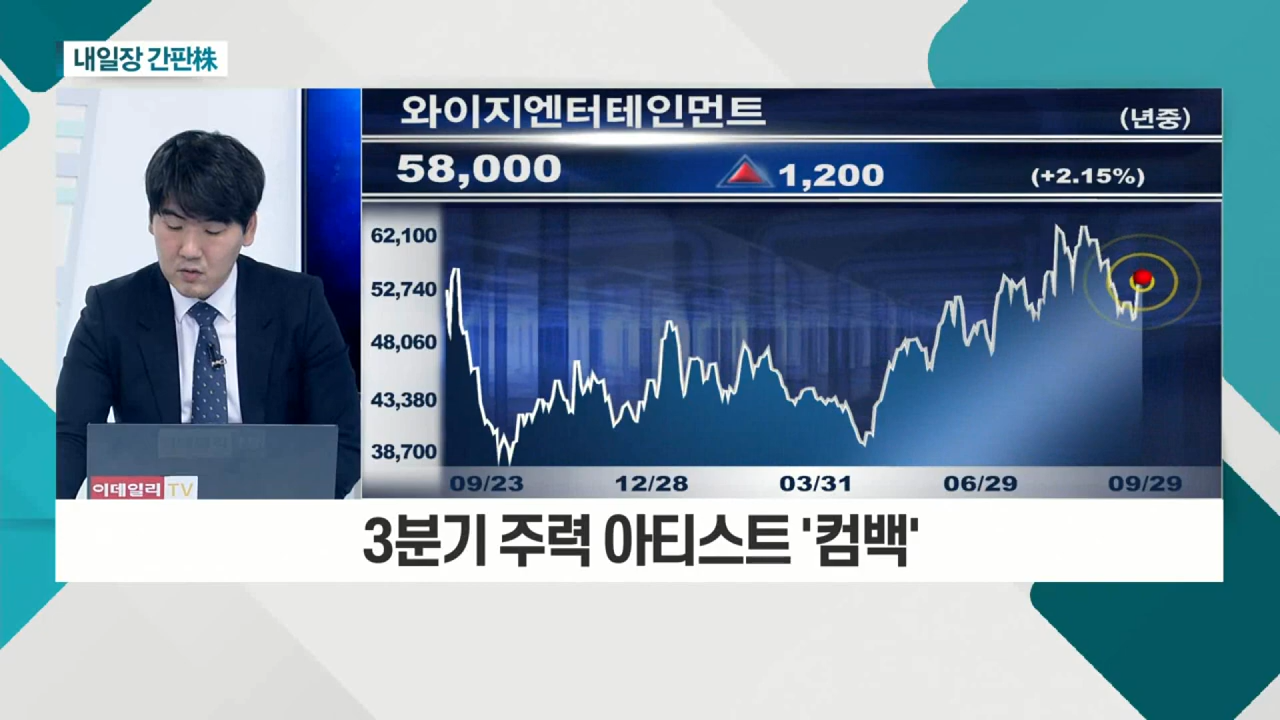 내일장 간판株
와이지엔터테인먼트
(년중)
58,000
1,200
(+2.15%)
62,100
52,740
48,060
43,380
38,700
09/23
12/28
03/31
06/29
09/29
이데일리 TV
3분기 주력 아티스트 '컴백'